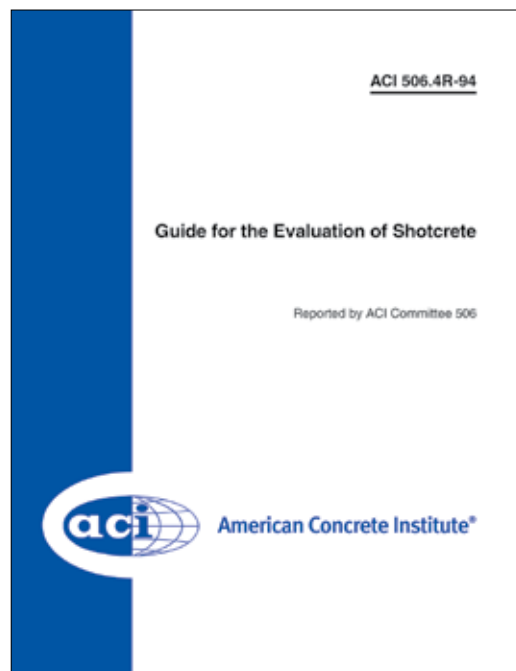 ACI 506.4R-94
Guide for the Evaluation of Shotcrete
Reported by ACI Committee 506
aci American Concrete Institute®